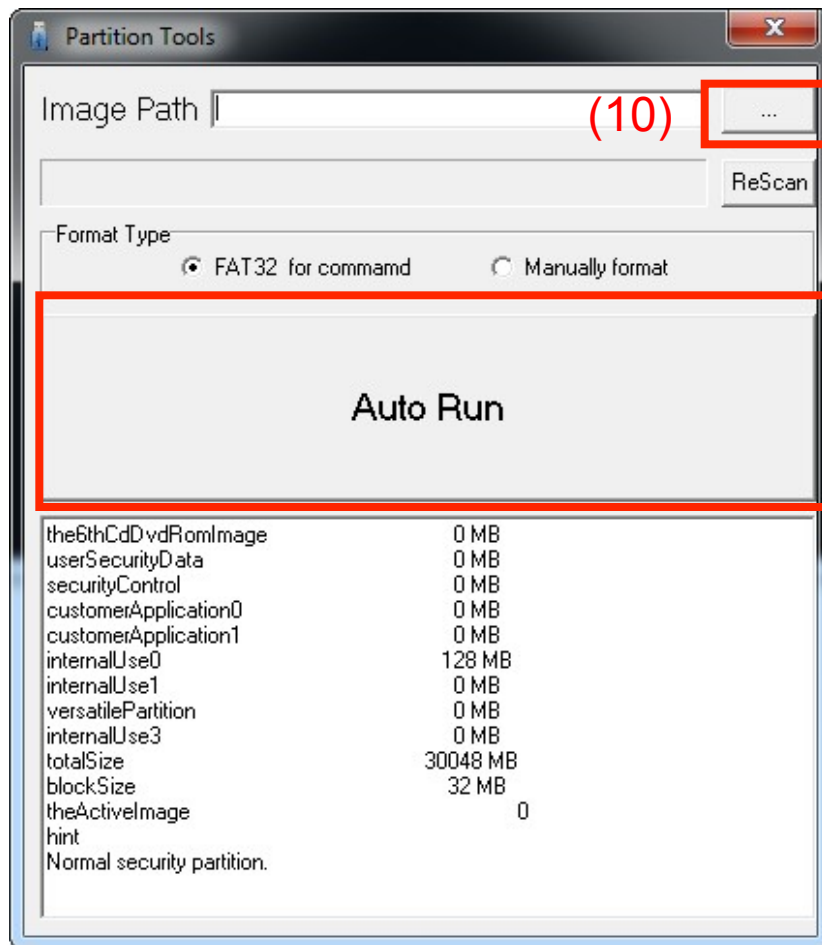 Partition Tools
Image Path (10) ...
ReScan
Format Type
FAT32 for commamd Manually format
Auto Run
the6thCdDvdRomImage 0 MB
userSecurityData 0 MB
securityControl 0 MB
customerApplication0 0 MB
customerApplication1 0 MB
internalUse0 128 MB
internalUse1 0 MB
versatilePartition 0 MB
internalUse3 0 MB
totalSize 30048 MB
blockSize 32 MB
theActiveImage 0
hint
Normal security partition.